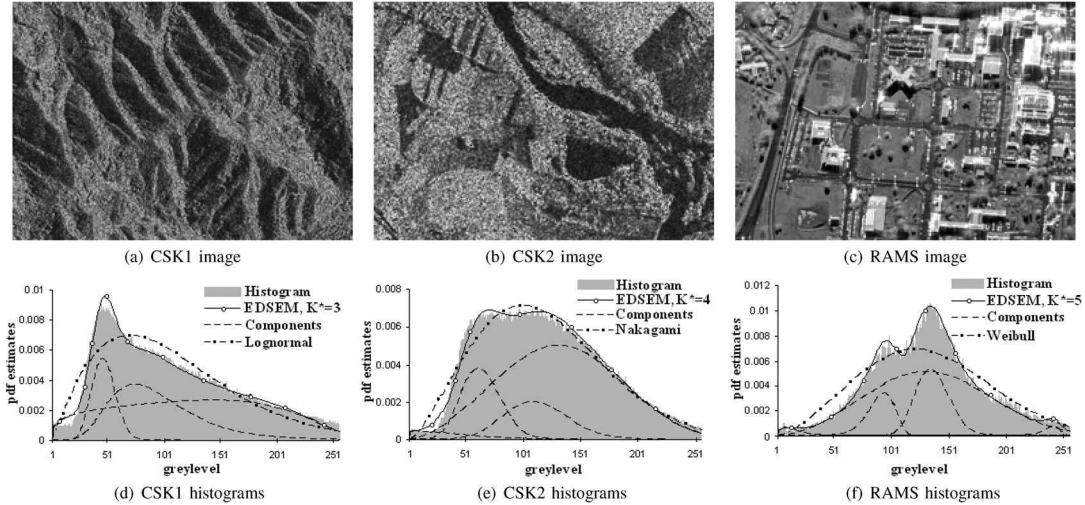 (a) CSK1 image
(b) CSK2 image
(c) RAMS image
0.01
0.008
0.006
0.004
0.002
0
pdf estimates
Histogram
EDSEM, K*=3
Components
Lognormal
1 51 101 151 201 251
greylevel
(d) CSK1 histograms
0.008
0.006
0.004
0.002
0
pdf estimates
Histogram
EDSEM, K*=4
Components
Nakagami
1 51 101 151 201 251
greylevel
(e) CSK2 histograms
0.012
0.010
0.008
0.006
0.004
0.002
0
pdf estimates
Histogram
EDSEM, K*=5
Components
Weibull
1 51 101 151 201 251
greylevel
(f) RAMS histograms